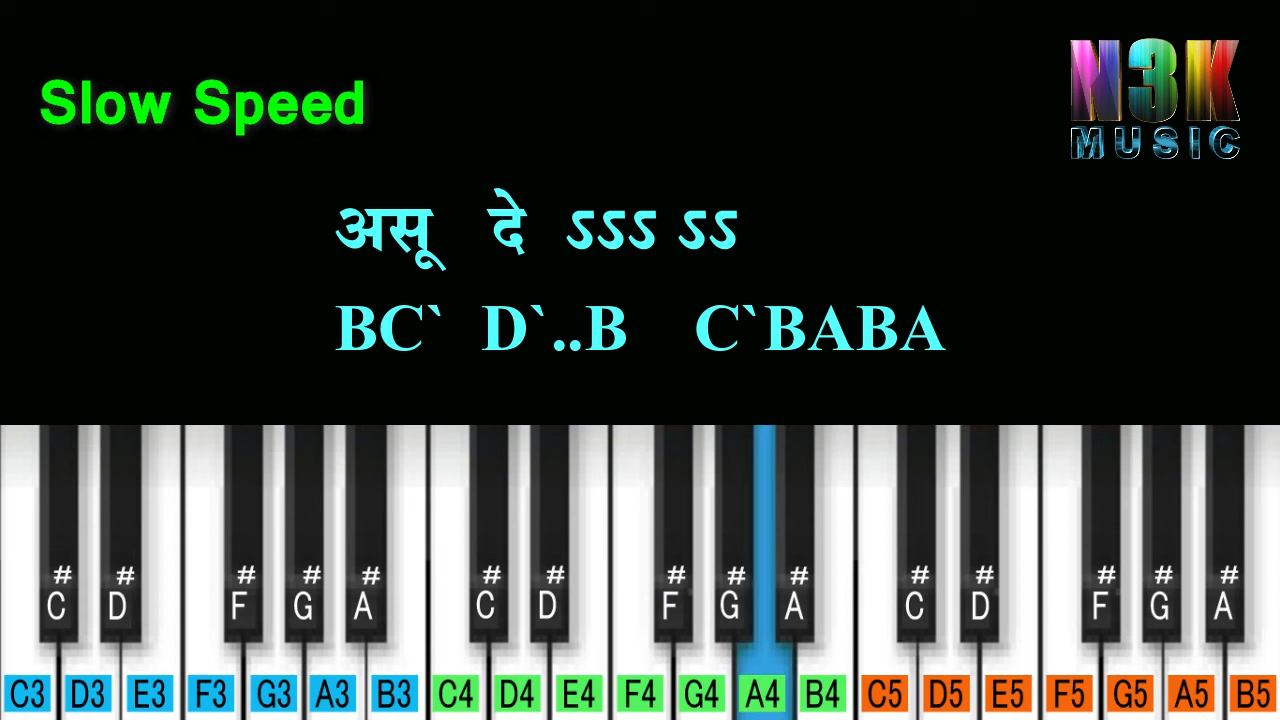 Slow Speed
N3K
MUSIC
असू दे ऽऽऽ ऽऽ
BC` D`..B C`BABA
# # # # # # # # # # # # # # #
C D F G A C D F G A C D F G A
C3 D3 E3 F3 G3 A3 B3 C4 D4 E4 F4 G4 A4 B4 C5 D5 E5 F5 G5 A5 B5